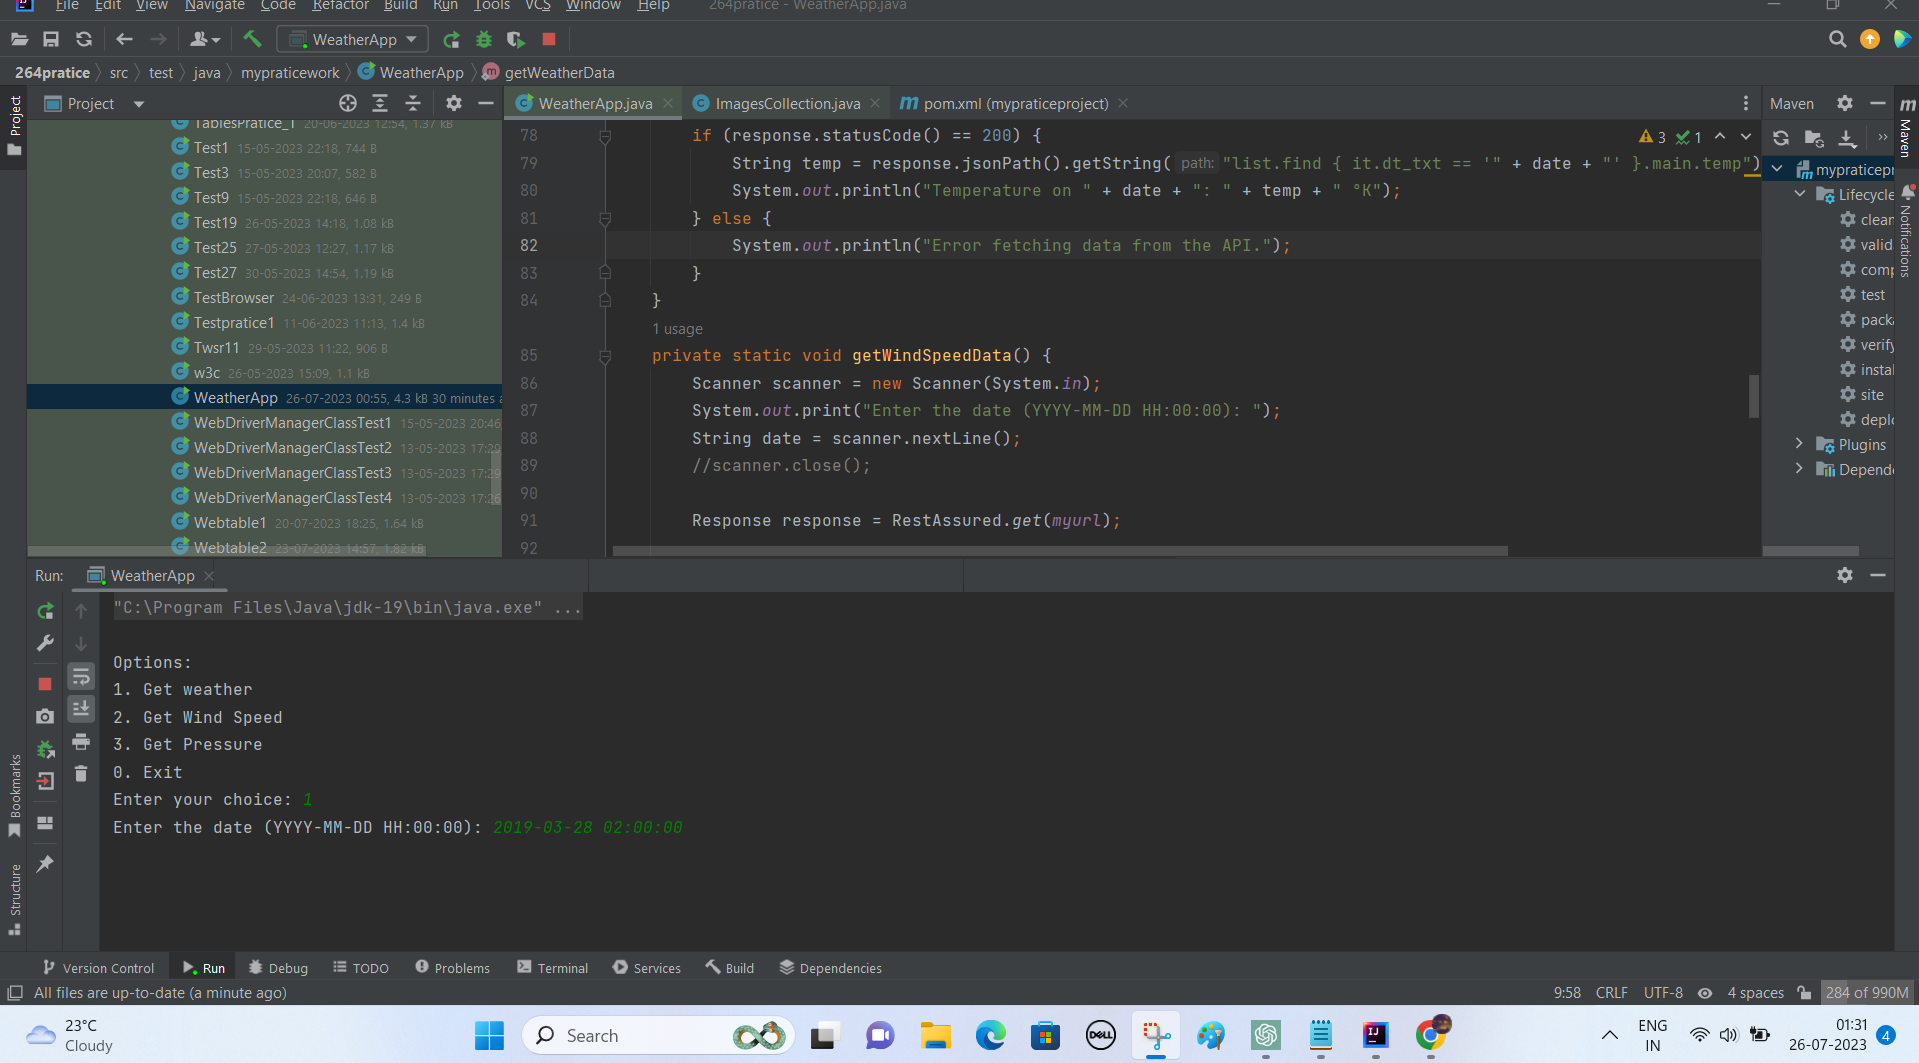 File Edit View Navigate Code Refactor Build Run Tools VCS Window Help 264pratice - WeatherApp.java
WeatherApp
264pratice src test java mypraticework WeatherApp getWeatherData
Project
Project
WeatherApp.java ImagesCollection.java pom.xml (mypraticeproject)
Maven
TablesPratice_1 20-06-2023 12:54, 1.37 kB
Test1 15-05-2023 22:18, 744 B
Test3 15-05-2023 20:07, 582 B
Test9 15-05-2023 22:18, 646 B
Test19 26-05-2023 14:18, 1.08 kB
Test25 27-05-2023 12:27, 1.17 kB
Test27 30-05-2023 14:54, 1.19 kB
TestBrowser 24-06-2023 13:31, 249 B
Testpratice1 11-06-2023 11:13, 1.4 kB
Twsr11 29-05-2023 11:22, 906 B
w3c 26-05-2023 15:09, 1.1 kB
WeatherApp 26-07-2023 00:55, 4.3 kB 30 minutes a
WebDriverManagerClassTest1 15-05-2023 20:46
WebDriverManagerClassTest2 13-05-2023 17:29
WebDriverManagerClassTest3 13-05-2023 17:29
WebDriverManagerClassTest4 13-05-2023 17:26
Webtable1 20-07-2023 18:25, 1.64 kB
Webtable2 23-07-2023 14:57, 1.82 kB
78 if (response.statusCode() == 200) {
3 1
79 String temp = response.jsonPath().getString( path: "list.find { it.dt_txt == '" + date + "' }.main.temp")
80 System.out.println("Temperature on " + date + ": " + temp + " °K");
81 } else {
82 System.out.println("Error fetching data from the API.");
83 }
84 }
1 usage
85 private static void getWindSpeedData() {
86 Scanner scanner = new Scanner(System.in);
87 System.out.print("Enter the date (YYYY-MM-DD HH:00:00): ");
88 String date = scanner.nextLine();
89 //scanner.close();
90
91 Response response = RestAssured.get(myurl);
92
mypraticepr
Lifecycle
clean
valid
comp
test
packa
verify
instal
site
deplo
Plugins
Depend
Maven
Notifications
Run: WeatherApp
"C:\Program Files\Java\jdk-19\bin\java.exe" ...
Options:
1. Get weather
2. Get Wind Speed
3. Get Pressure
0. Exit
Enter your choice: 1
Enter the date (YYYY-MM-DD HH:00:00): 2019-03-28 02:00:00
Bookmarks
Structure
Version Control Run Debug TODO Problems Terminal Services Build Dependencies
All files are up-to-date (a minute ago)
9:58 CRLF UTF-8 4 spaces 284 of 990M
23°C
Cloudy
Search
DELL
ENG
IN
01:31
26-07-2023
4